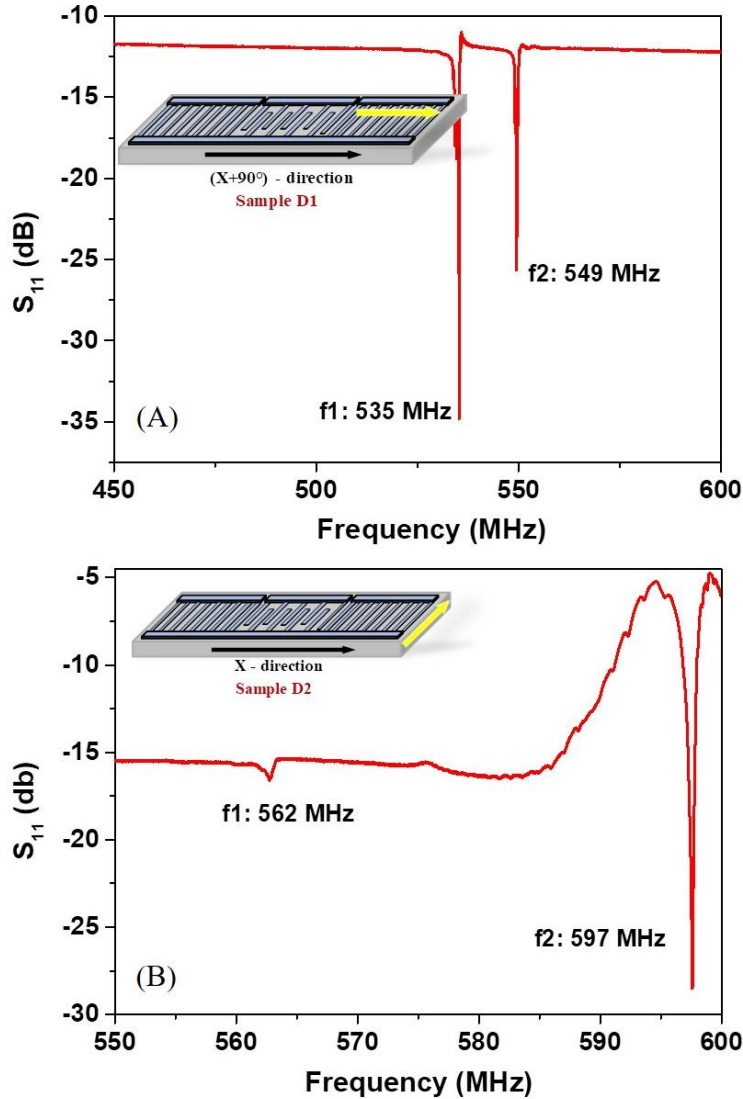 -10
-15
-20
-25
-30
-35
S₁₁ (dB)
(X+90°) - direction
Sample D1
f2: 549 MHz
f1: 535 MHz
(A)
450 500 550 600
Frequency (MHz)
-5
-10
-15
-20
-25
-30
S₁₁ (db)
X - direction
Sample D2
f1: 562 MHz
f2: 597 MHz
(B)
550 560 570 580 590 600
Frequency (MHz)